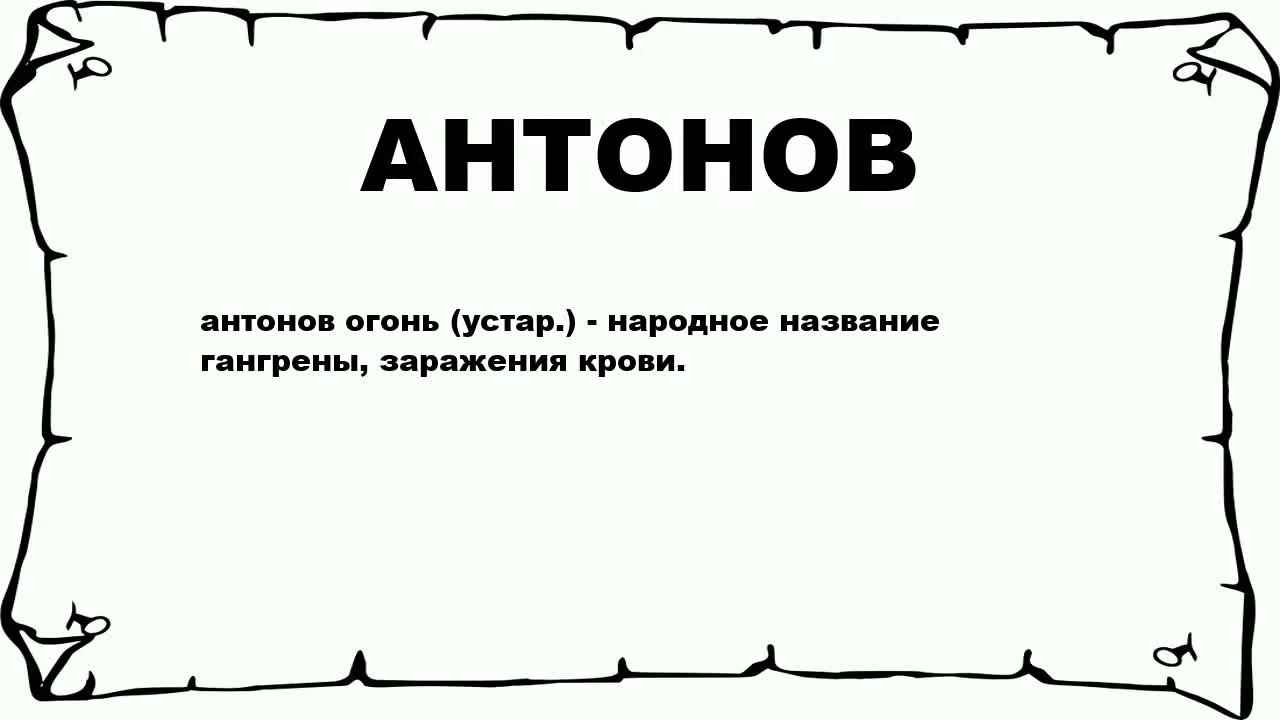 АНТОНОВ
антонов огонь (устар.) - народное название
гангрены, заражения крови.